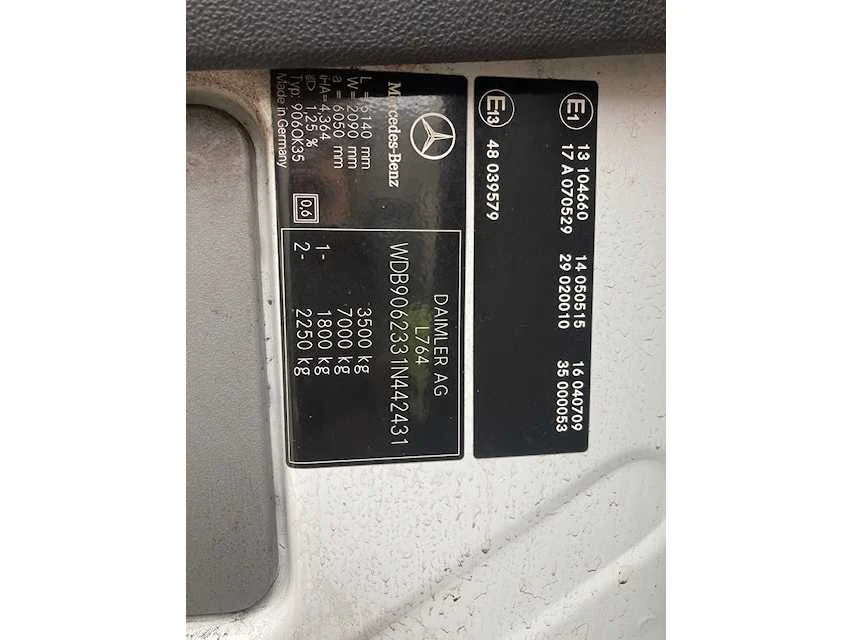 E1 13 104660 14 050515 16 040709
17 A 070529 29 020010 35 000053
E13 48 039579
Mercedes-Benz
L = 6140 mm
W = 2090 mm
a = 6050 mm
iHA = 4,364
1,25 %
Typ: 906OK35
Made in Germany
0,6
DAIMLER AG
L764
WDB9062331N442431
3500 kg
7000 kg
1- 1800 kg
2- 2250 kg